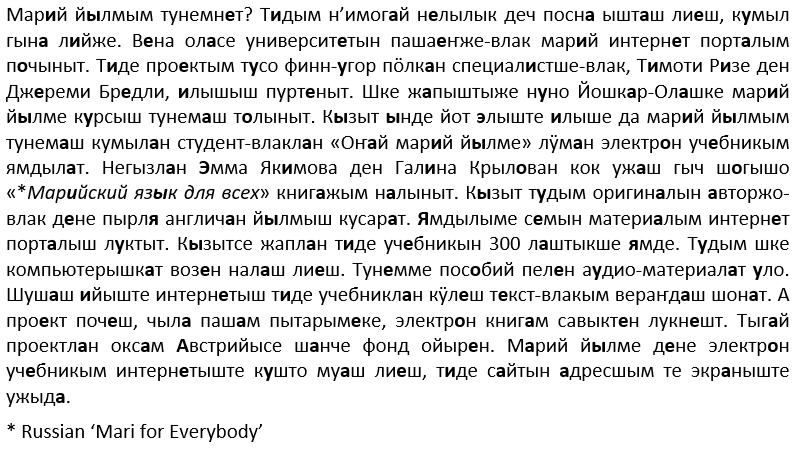 Марий йылмым тунемнет? Тидым н’имогай нелылык деч посна ышташ лиеш, кумыл
гына лийже. Вена оласе университетын пашаеҥже-влак марий интернет порталым
почыныт. Тиде проектым тусо финн-угор пӧлкан специалистше-влак, Тимоти Ризе ден
Джереми Бредли, илышыш пуртеныт. Шке жапыштыже нуно Йошкар-Олашке марий
йылме курсыш тунемаш толыныт. Кызыт ынде йот элыште илыше да марий йылмым
тунемаш кумылан студент-влаклан «Оҥай марий йылме» лӱман электрон учебникым
ямдылат. Негызлан Эмма Якимова ден Галина Крылован кок ужаш гыч шогышо
«*Марийский язык для всех» книгажым налыныт. Кызыт тудым оригиналын авторжо-
влак дене пырля англичан йылмыш кусарат. Ямдылыме семын материалым интернет
порталыш луктыт. Кызытсе жаплан тиде учебникын 300 лаштыкше ямде. Тудым шке
компьютерышкат возен налаш лиеш. Тунемме пособий пелен аудио-материалат уло.
Шушаш ийыште интернетыш тиде учебниклан кӱлеш текст-влакым вераҥдаш шонат. А
проект почеш, чыла пашам пытарымеке, электрон книгам савыктен лукнешт. Тыгай
проектлан оксам Австрийысе шанче фонд ойырен. Марий йылме дене электрон
учебникым интернетыште кушто муаш лиеш, тиде сайтын адресшым те экраныште
ужыда.
* Russian ‘Mari for Everybody’